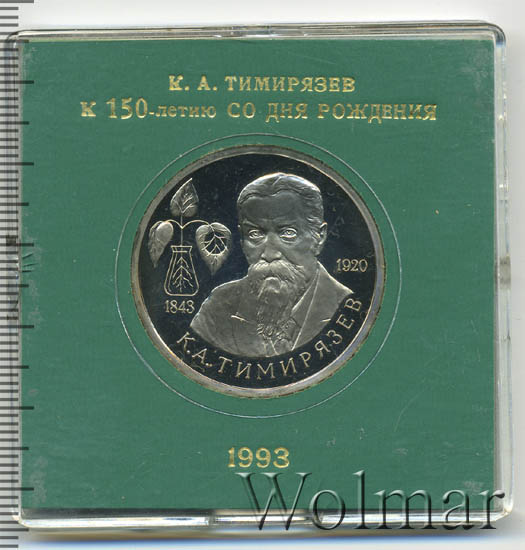 К. А. ТИМИРЯЗЕВ
К 150-летию СО ДНЯ РОЖДЕНИЯ
1843
1920
К.А. ТИМИРЯЗЕВ
1993
Wolmar